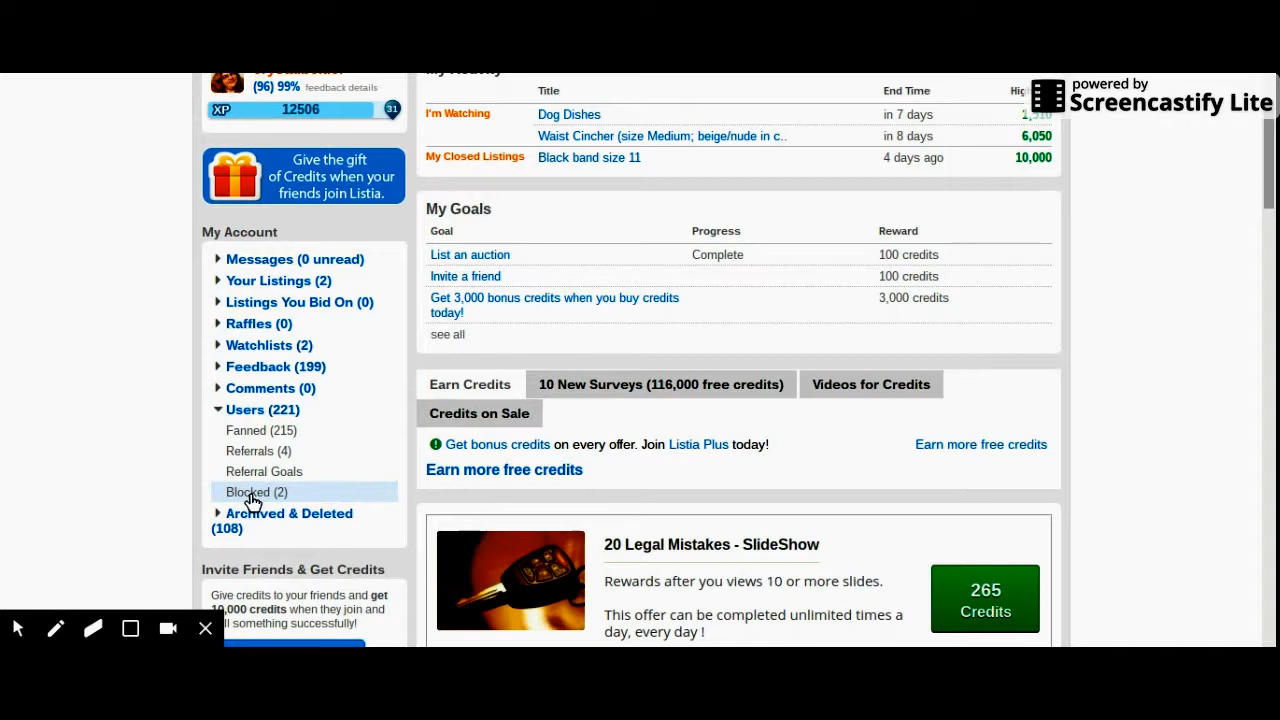 (96) 99% feedback details
XP 12506 31
Give the gift
of Credits when your
friends join Listia.
My Account
Messages (0 unread)
Your Listings (2)
Listings You Bid On (0)
Raffles (0)
Watchlists (2)
Feedback (199)
Comments (0)
Users (221)
Fanned (215)
Referrals (4)
Referral Goals
Blocked (2)
Archived & Deleted
(108)
Invite Friends & Get Credits
Give credits to your friends and get
10,000 credits when they join and
something successfully!
Title End Time
I'm Watching Dog Dishes in 7 days
Waist Cincher (size Medium; beige/nude in c.. in 8 days 6,050
My Closed Listings Black band size 11 4 days ago 10,000
My Goals
Goal Progress Reward
List an auction Complete 100 credits
Invite a friend 100 credits
Get 3,000 bonus credits when you buy credits 3,000 credits
today!
see all
Earn Credits 10 New Surveys (116,000 free credits) Videos for Credits
Credits on Sale
Get bonus credits on every offer. Join Listia Plus today! Earn more free credits
Earn more free credits
20 Legal Mistakes - SlideShow
Rewards after you views 10 or more slides.
This offer can be completed unlimited times a
day, every day !
265
Credits
powered by
Screencastify Lite